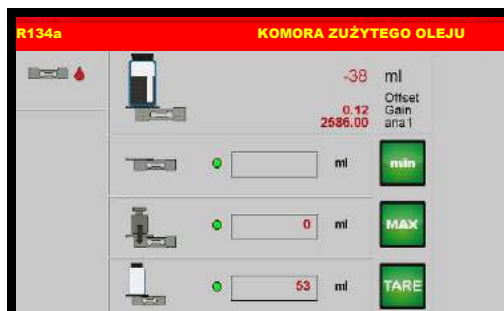 R134a KOMORA ZUŻYTEGO OLEJU
-38 ml
Offset
0.12 Gain
2586.00 ana1
ml min
0 ml MAX
53 ml TARE